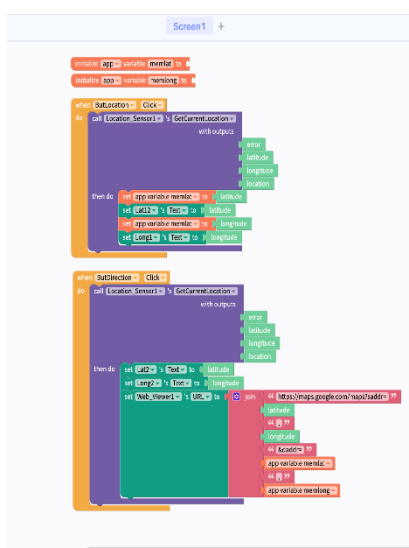 Screen1 +
initialize app variable memlat to
initialize app variable memlong to
when ButLocation Click
do call Location_Sensor1 's GetCurrentLocation
with outputs
error
latitude
longitude
location
then do set app variable memlat to latitude
set Lat12 's Text to latitude
set app variable memlat to longitude
set Long1 's Text to longitude
when ButDirection Click
do call Location_Sensor1 's GetCurrentLocation
with outputs
error
latitude
longitude
location
then do set Lat2 's Text to latitude
set Long2 's Text to longitude
set Web_Viewer1 's URL to join “ https://maps.google.com/maps?saddr= ”
latitude
“ , ”
longitude
“ &daddr= ”
app variable memlat
“ , ”
app variable memlong